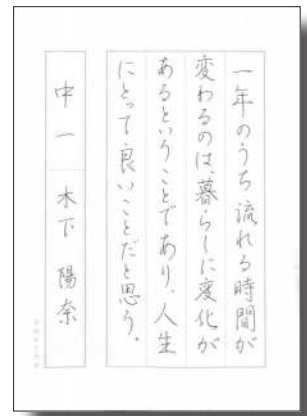 一年のうち流れる時間が
変わるのは、暮らしに変化が
あるということであり、人生
にとって良いことだと思う。
中一 木下 陽奈